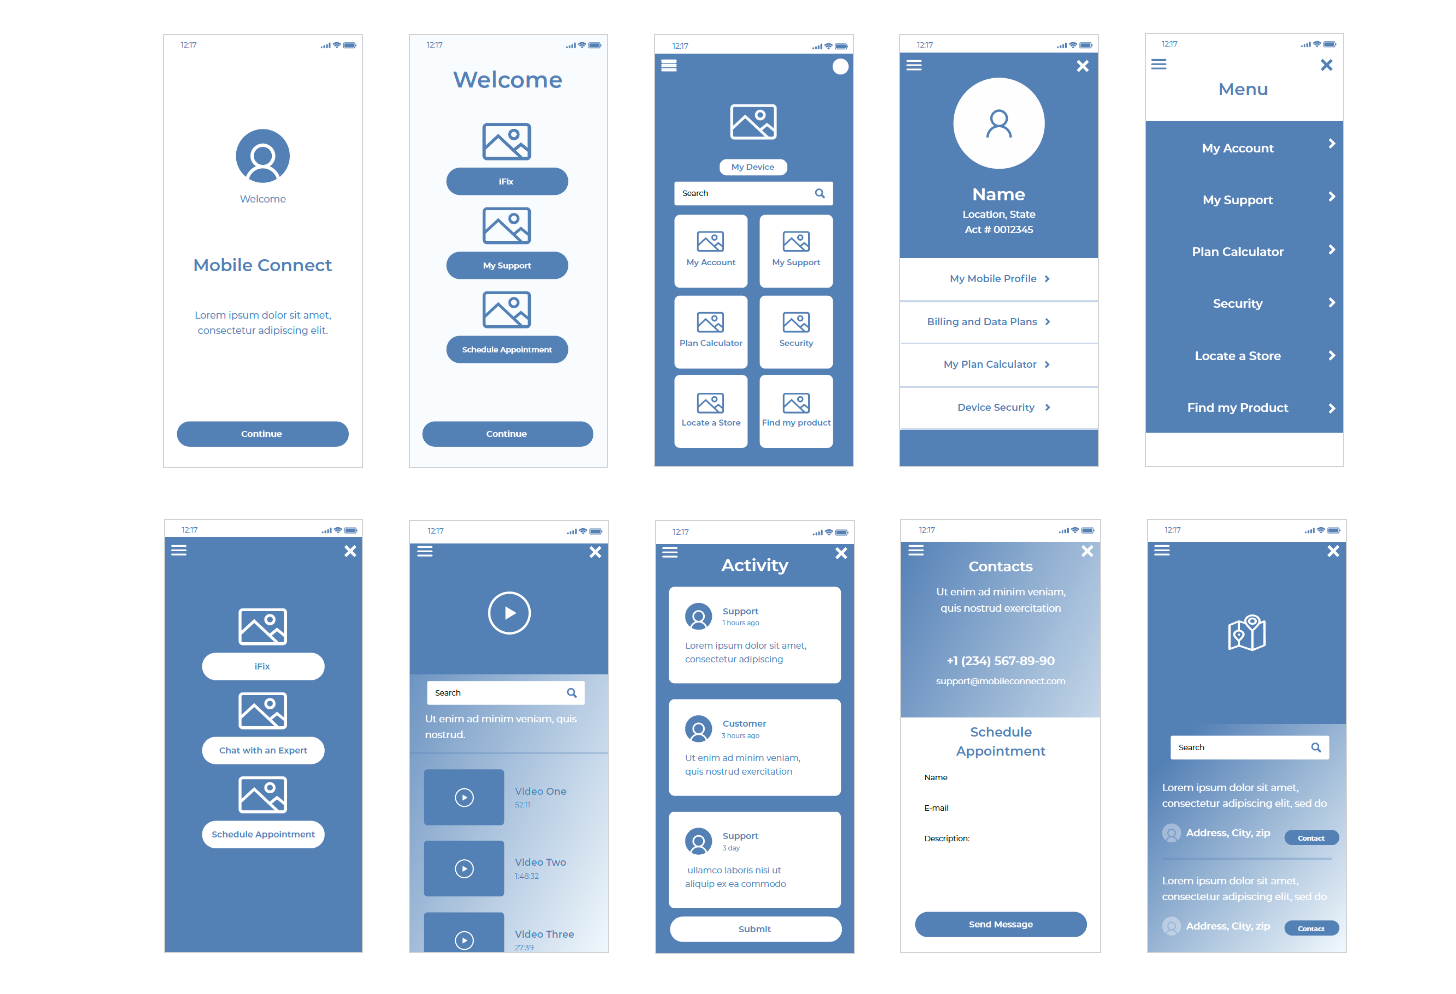 12:17
Welcome
Mobile Connect
Lorem ipsum dolor sit amet,
consectetur adipiscing elit.
Continue
12:17
Welcome
iFix
My Support
Schedule Appointment
Continue
12:17
My Device
Search
My Account
My Support
Plan Calculator
Security
Locate a Store
Find my product
12:17
Name
Location, State
Act # 0012345
My Mobile Profile
Billing and Data Plans
My Plan Calculator
Device Security
12:17
Menu
My Account
My Support
Plan Calculator
Security
Locate a Store
Find my Product
12:17
iFix
Chat with an Expert
Schedule Appointment
12:17
Search
Ut enim ad minim veniam, quis
nostrud.
Video One
52:11
Video Two
1:48:32
Video Three
27:39
12:17
Activity
Support
1 hours ago
Lorem ipsum dolor sit amet,
consectetur adipiscing
Customer
3 hours ago
Ut enim ad minim veniam,
quis nostrud exercitation
Support
3 day
ullamco laboris nisi ut
aliquip ex ea commodo
Submit
12:17
Contacts
Ut enim ad minim veniam,
quis nostrud exercitation
+1 (234) 567-89-90
support@mobileconnect.com
Schedule
Appointment
Name
E-mail
Description:
Send Message
12:17
Search
Lorem ipsum dolor sit amet,
consectetur adipiscing elit, sed do
Address, City, zip
Contact
Lorem ipsum dolor sit amet,
consectetur adipiscing elit, sed do
Address, City, zip
Contact